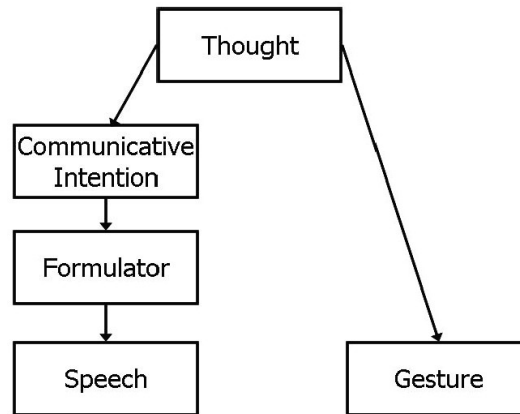 Thought
Communicative
Intention
Formulator
Speech
Gesture